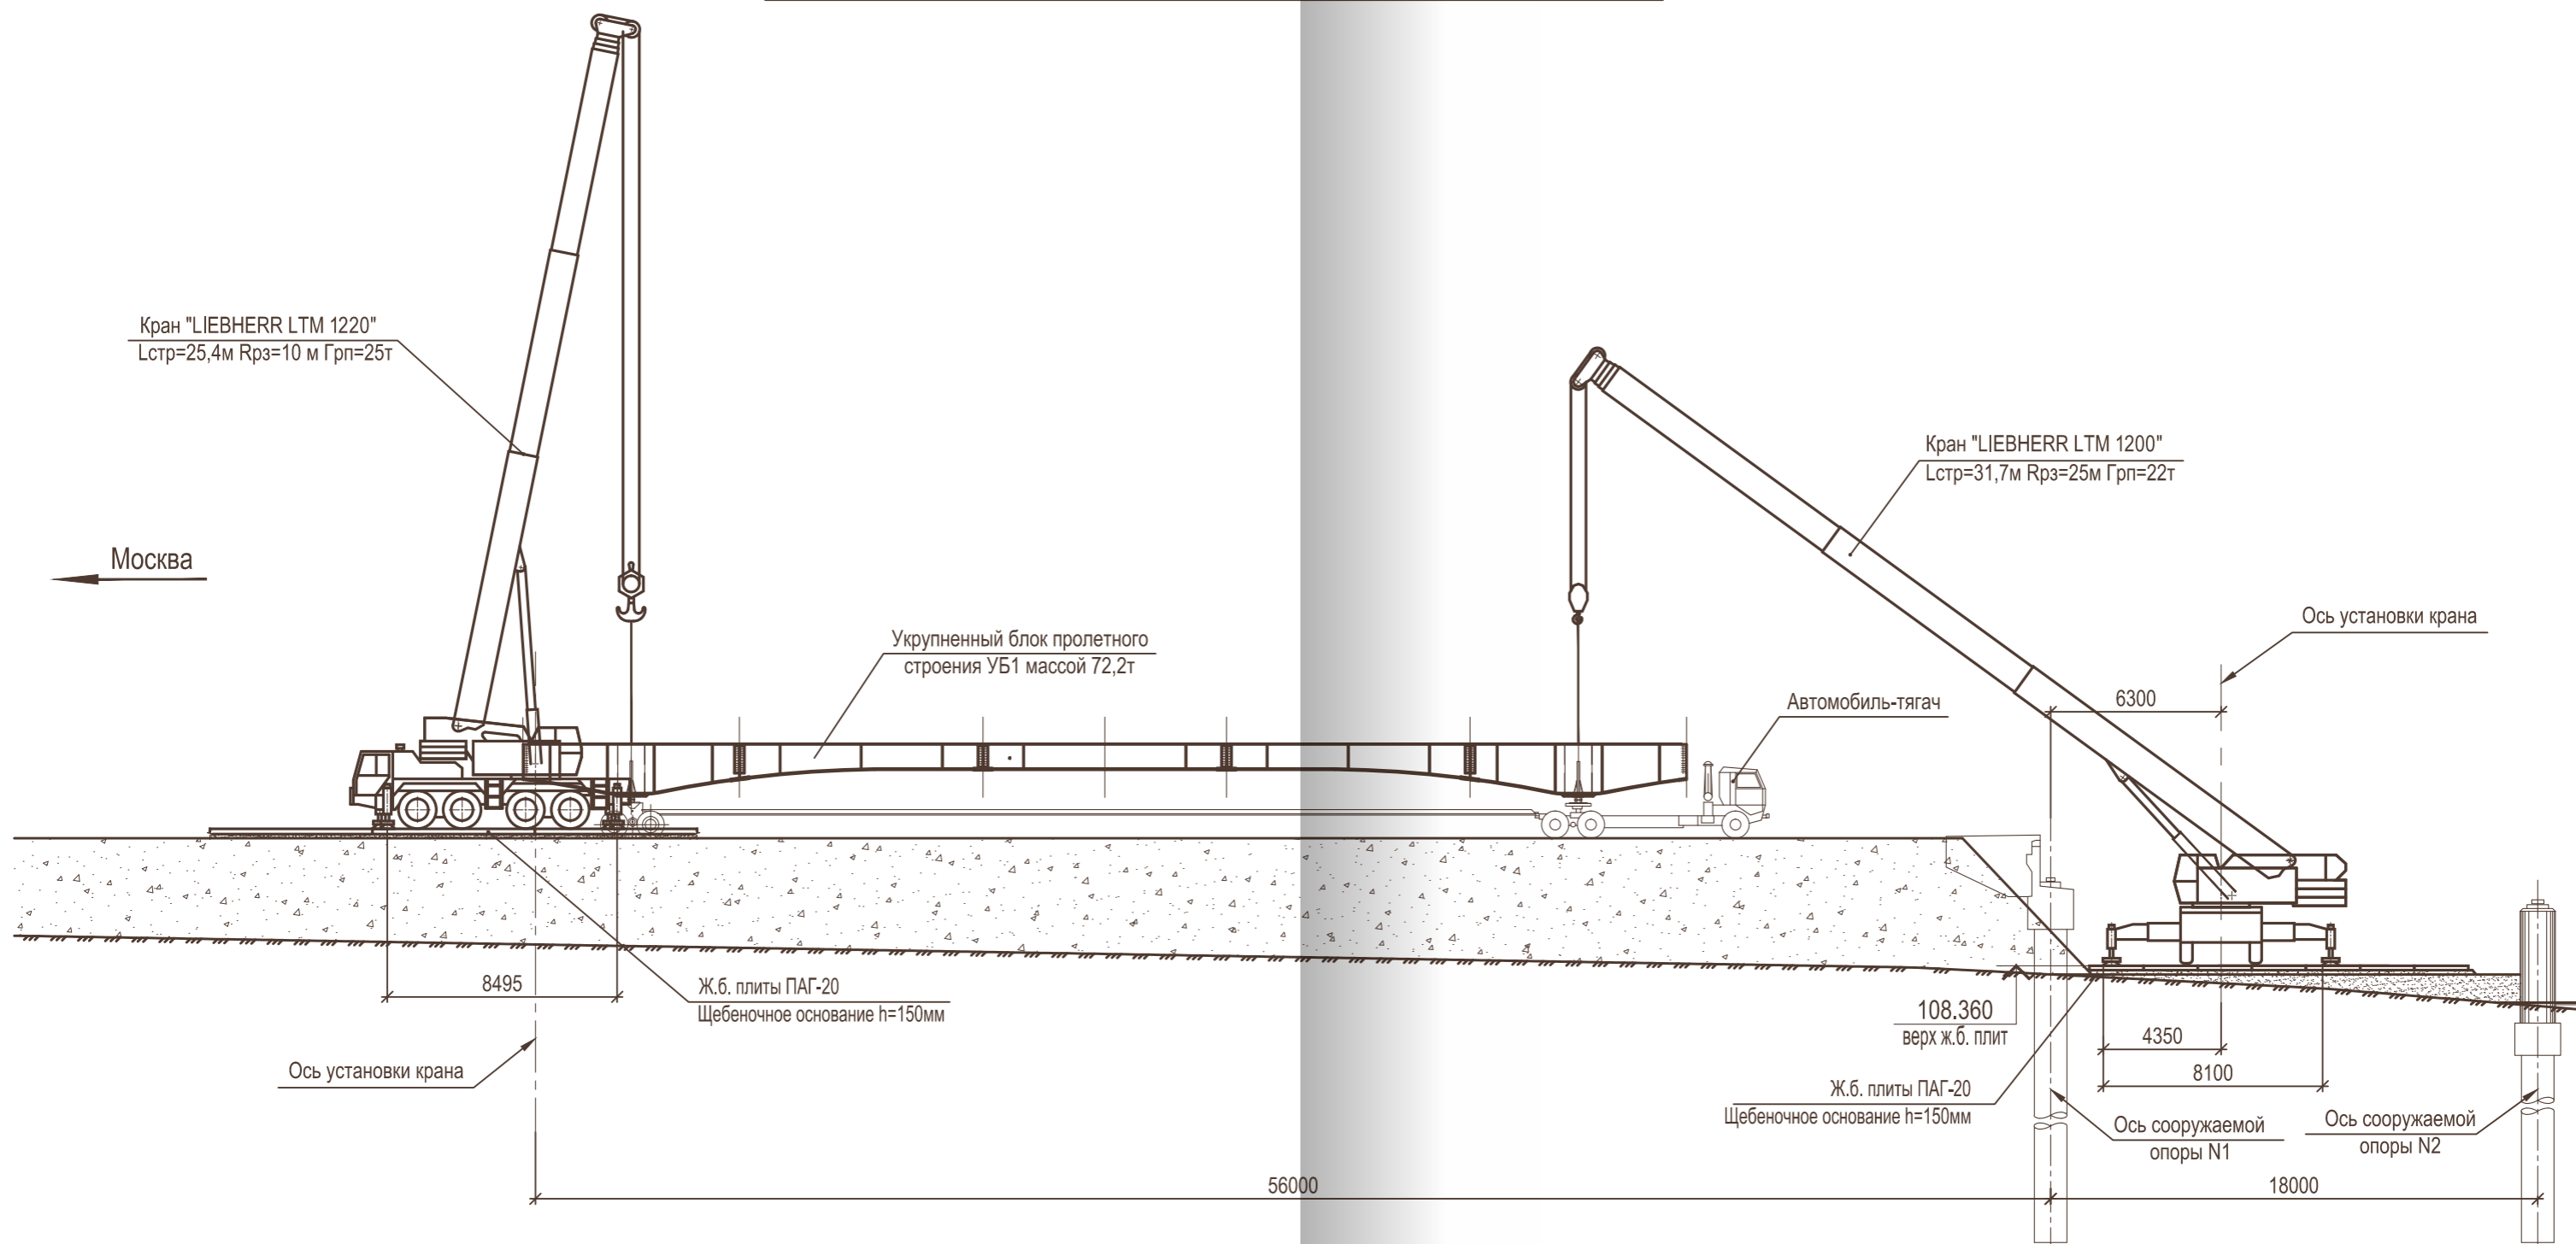 Кран "LIEBHERR LTM 1220"
Lстр=25,4м Rрз=10 м Грп=25т
Кран "LIEBHERR LTM 1200"
Lстр=31,7м Rрз=25м Грп=22т
Москва
Ось установки крана
Укрупненный блок пролетного
строения УБ1 массой 72,2т
Автомобиль-тягач
6300
8495
Ж.б. плиты ПАГ-20
Щебеночное основание h=150мм
108.360
верх ж.б. плит
4350
8100
Ось установки крана
Ж.б. плиты ПАГ-20
Щебеночное основание h=150мм
Ось сооружаемой
опоры N1
Ось сооружаемой
опоры N2
56000
18000